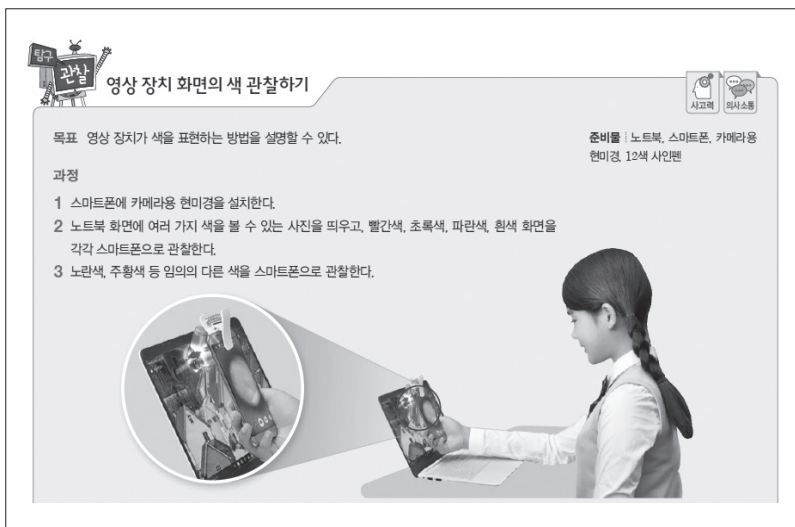 탐구
관찰
영상 장치 화면의 색 관찰하기
사고력
의사소통
목표 영상 장치가 색을 표현하는 방법을 설명할 수 있다.
준비물 | 노트북, 스마트폰, 카메라용
현미경, 12색 사인펜
과정
1 스마트폰에 카메라용 현미경을 설치한다.
2 노트북 화면에 여러 가지 색을 볼 수 있는 사진을 띄우고, 빨간색, 초록색, 파란색, 흰색 화면을
각각 스마트폰으로 관찰한다.
3 노란색, 주황색 등 임의의 다른 색을 스마트폰으로 관찰한다.